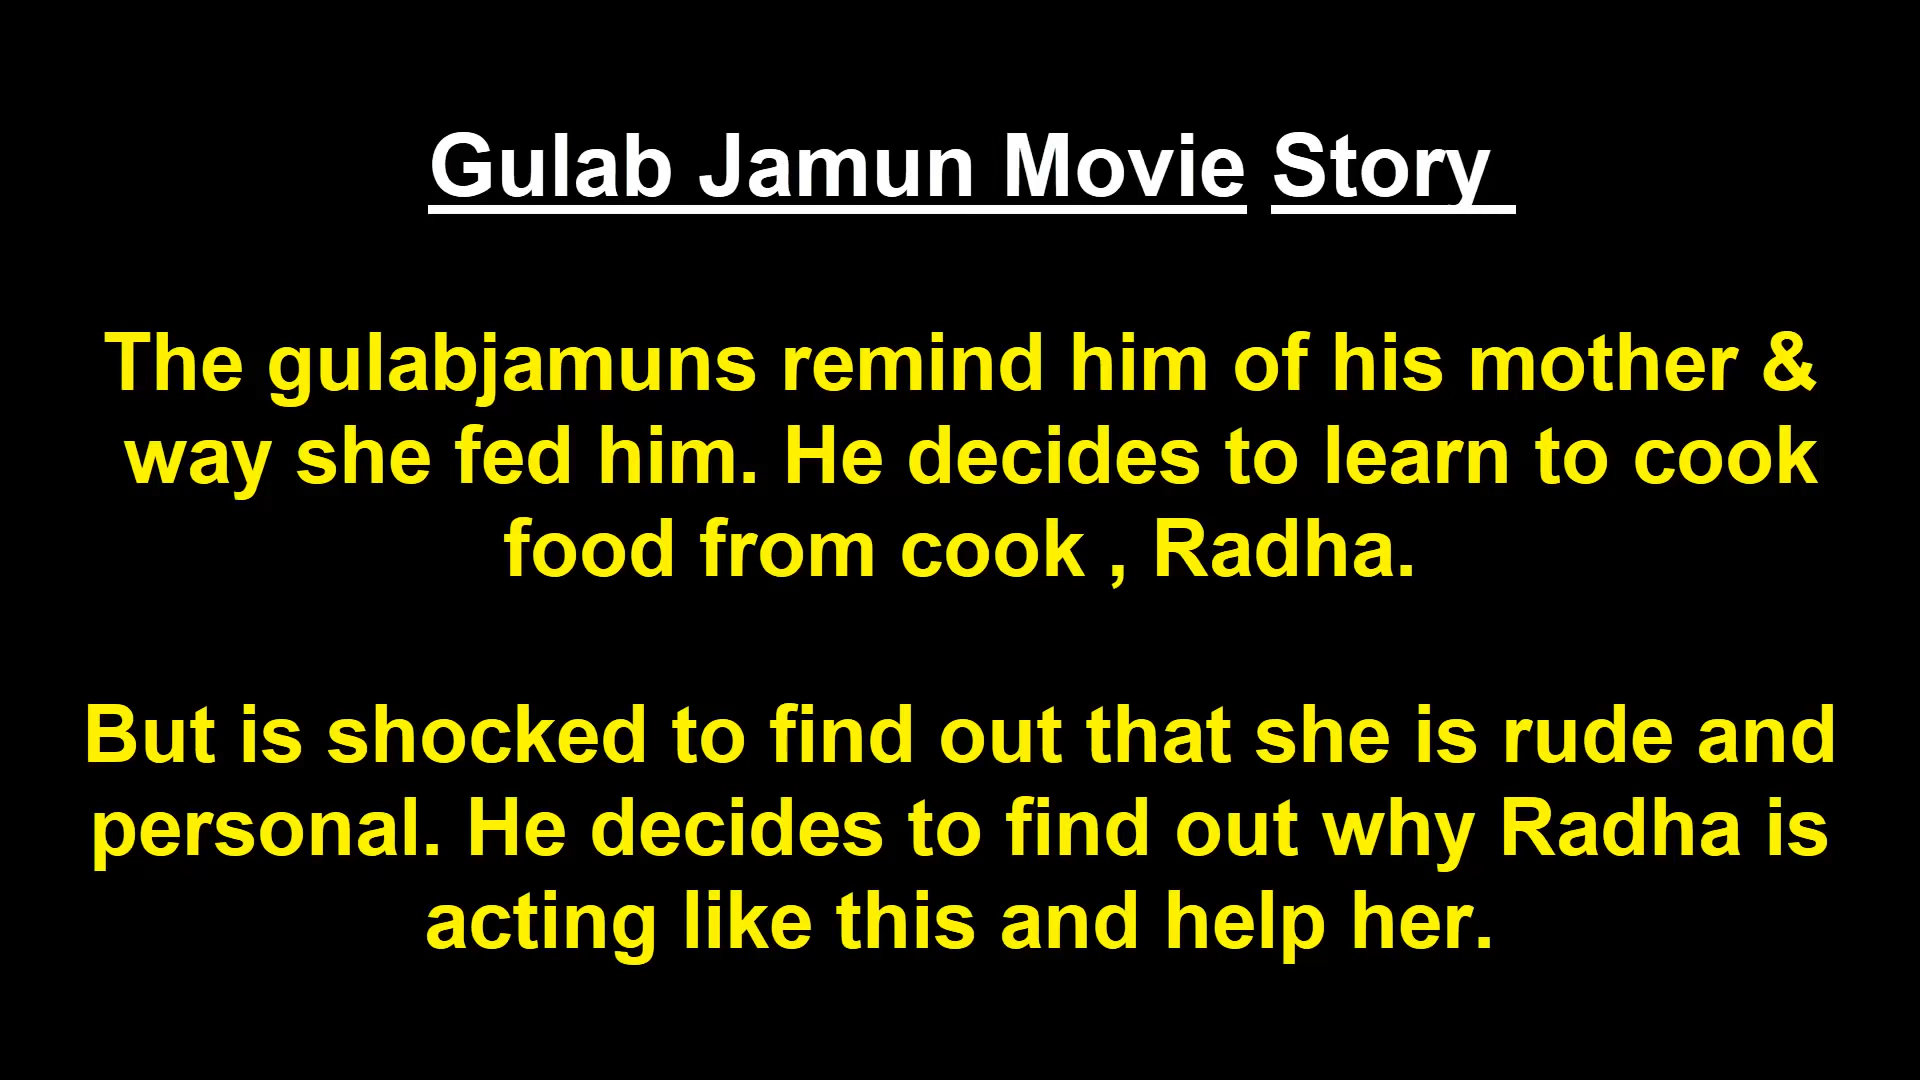 Gulab Jamun Movie Story
The gulabjamuns remind him of his mother &
way she fed him. He decides to learn to cook
food from cook , Radha.
But is shocked to find out that she is rude and
personal. He decides to find out why Radha is
acting like this and help her.